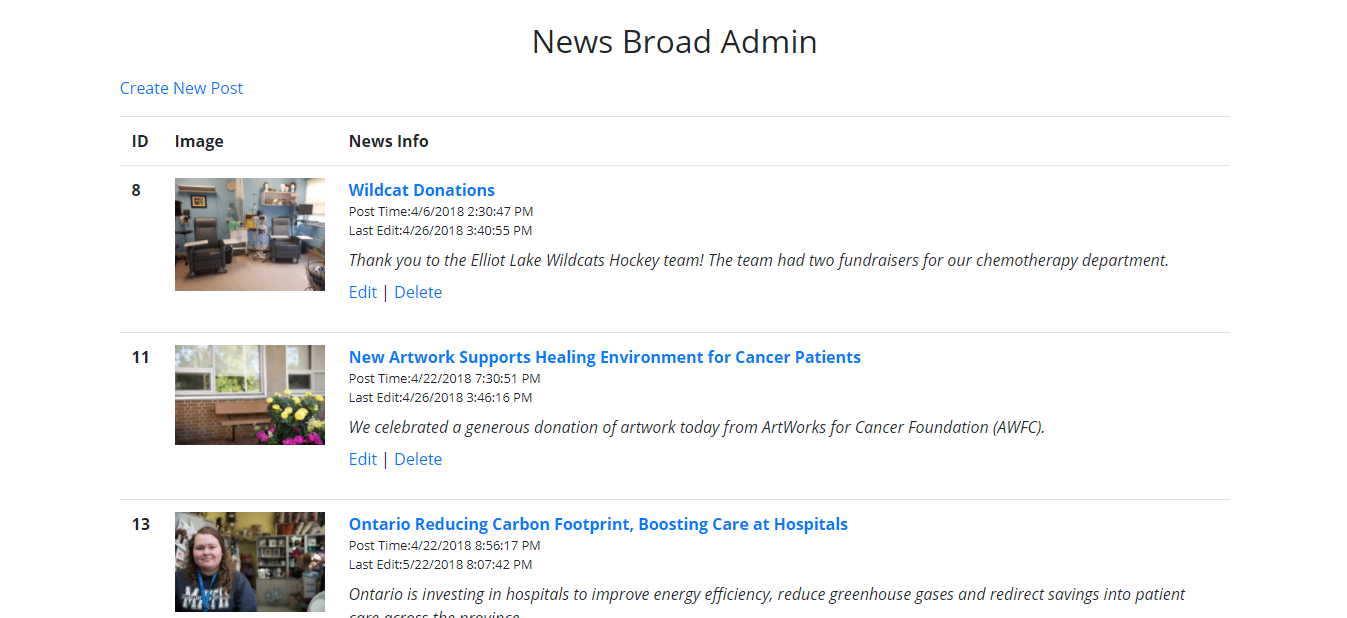 News Broad Admin
Create New Post
ID Image News Info
8 Wildcat Donations
Post Time:4/6/2018 2:30:47 PM
Last Edit:4/26/2018 3:40:55 PM
Thank you to the Elliot Lake Wildcats Hockey team! The team had two fundraisers for our chemotherapy department.
Edit | Delete
11 New Artwork Supports Healing Environment for Cancer Patients
Post Time:4/22/2018 7:30:51 PM
Last Edit:4/26/2018 3:46:16 PM
We celebrated a generous donation of artwork today from ArtWorks for Cancer Foundation (AWFC).
Edit | Delete
13 Ontario Reducing Carbon Footprint, Boosting Care at Hospitals
Post Time:4/22/2018 8:56:17 PM
Last Edit:5/22/2018 8:07:42 PM
Ontario is investing in hospitals to improve energy efficiency, reduce greenhouse gases and redirect savings into patient
care across the province